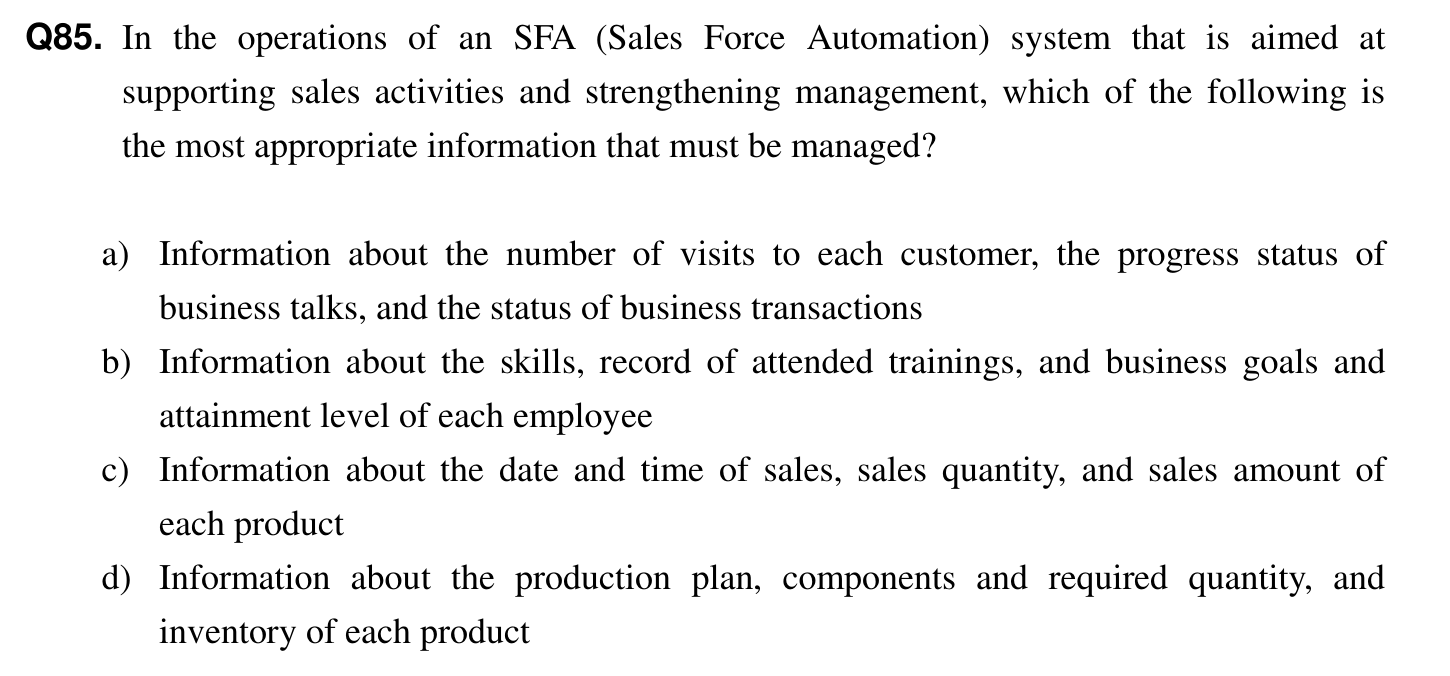 Q85. In the operations of an SFA (Sales Force Automation) system that is aimed at
supporting sales activities and strengthening management, which of the following is
the most appropriate information that must be managed?
a) Information about the number of visits to each customer, the progress status of
business talks, and the status of business transactions
b) Information about the skills, record of attended trainings, and business goals and
attainment level of each employee
c) Information about the date and time of sales, sales quantity, and sales amount of
each product
d) Information about the production plan, components and required quantity, and
inventory of each product